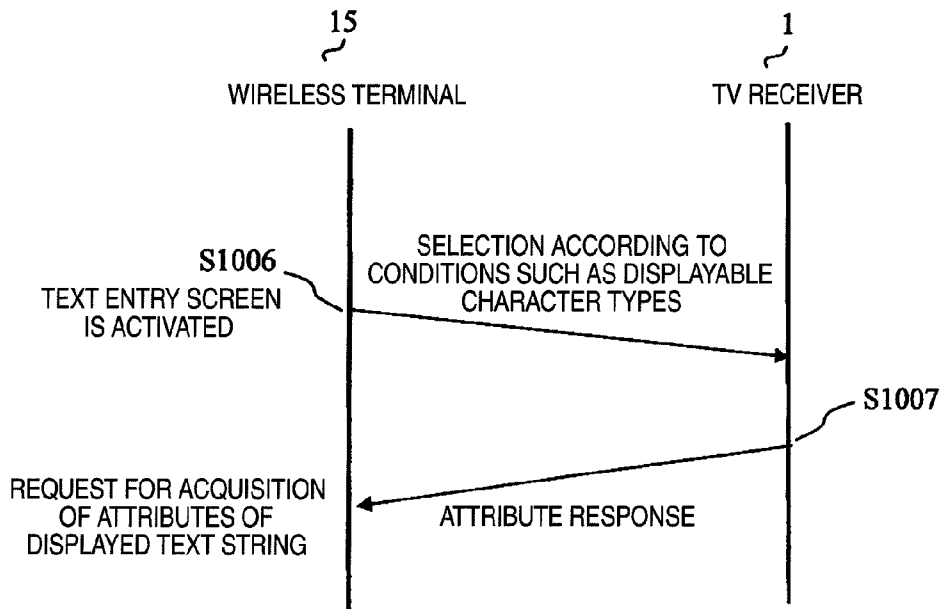 15
1
WIRELESS TERMINAL
TV RECEIVER
SELECTION ACCORDING TO
CONDITIONS SUCH AS DISPLAYABLE
CHARACTER TYPES
S1006
TEXT ENTRY SCREEN
IS ACTIVATED
S1007
REQUEST FOR ACQUISITION
OF ATTRIBUTES OF
DISPLAYED TEXT STRING
ATTRIBUTE RESPONSE